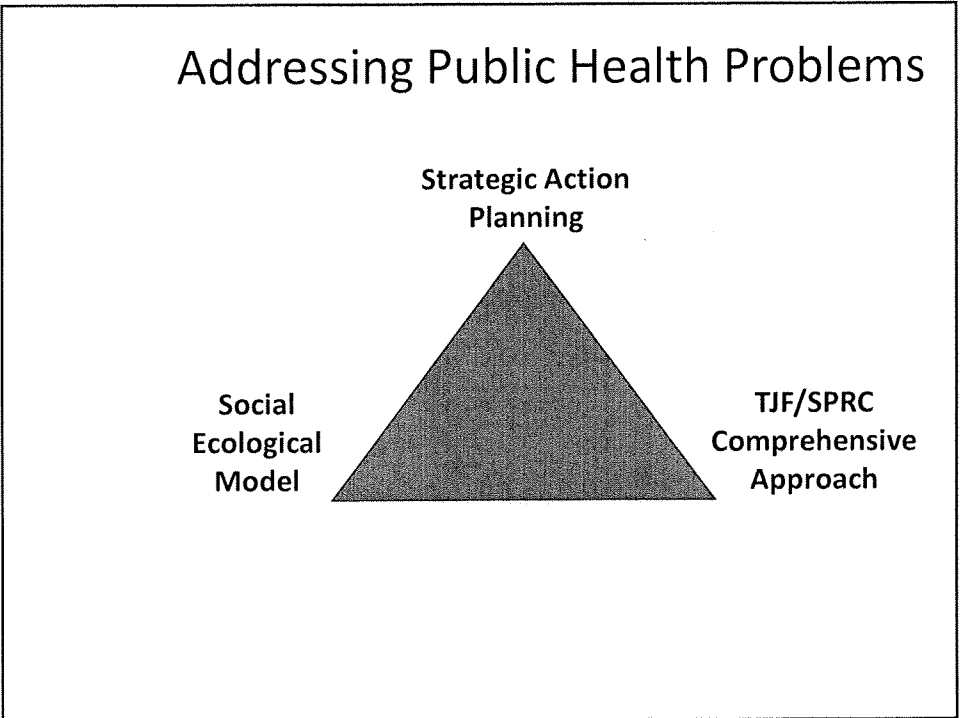 Addressing Public Health Problems
Strategic Action
Planning
Social
Ecological
Model
TJF/SPRC
Comprehensive
Approach